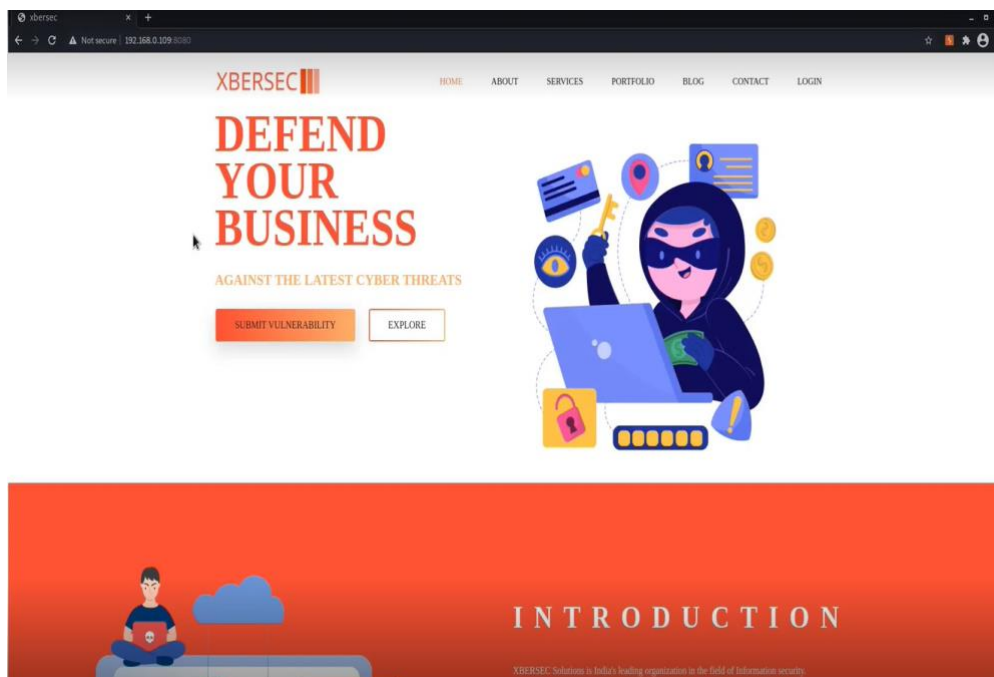 xbersec
Not secure 192.168.0.109:8080
XBERSEC
HOME ABOUT SERVICES PORTFOLIO BLOG CONTACT LOGIN
DEFEND
YOUR
BUSINESS
AGAINST THE LATEST CYBER THREATS
SUBMIT VULNERABILITY EXPLORE
INTRODUCTION
XBERSEC Solutions is India's leading organization in the field of Information security.